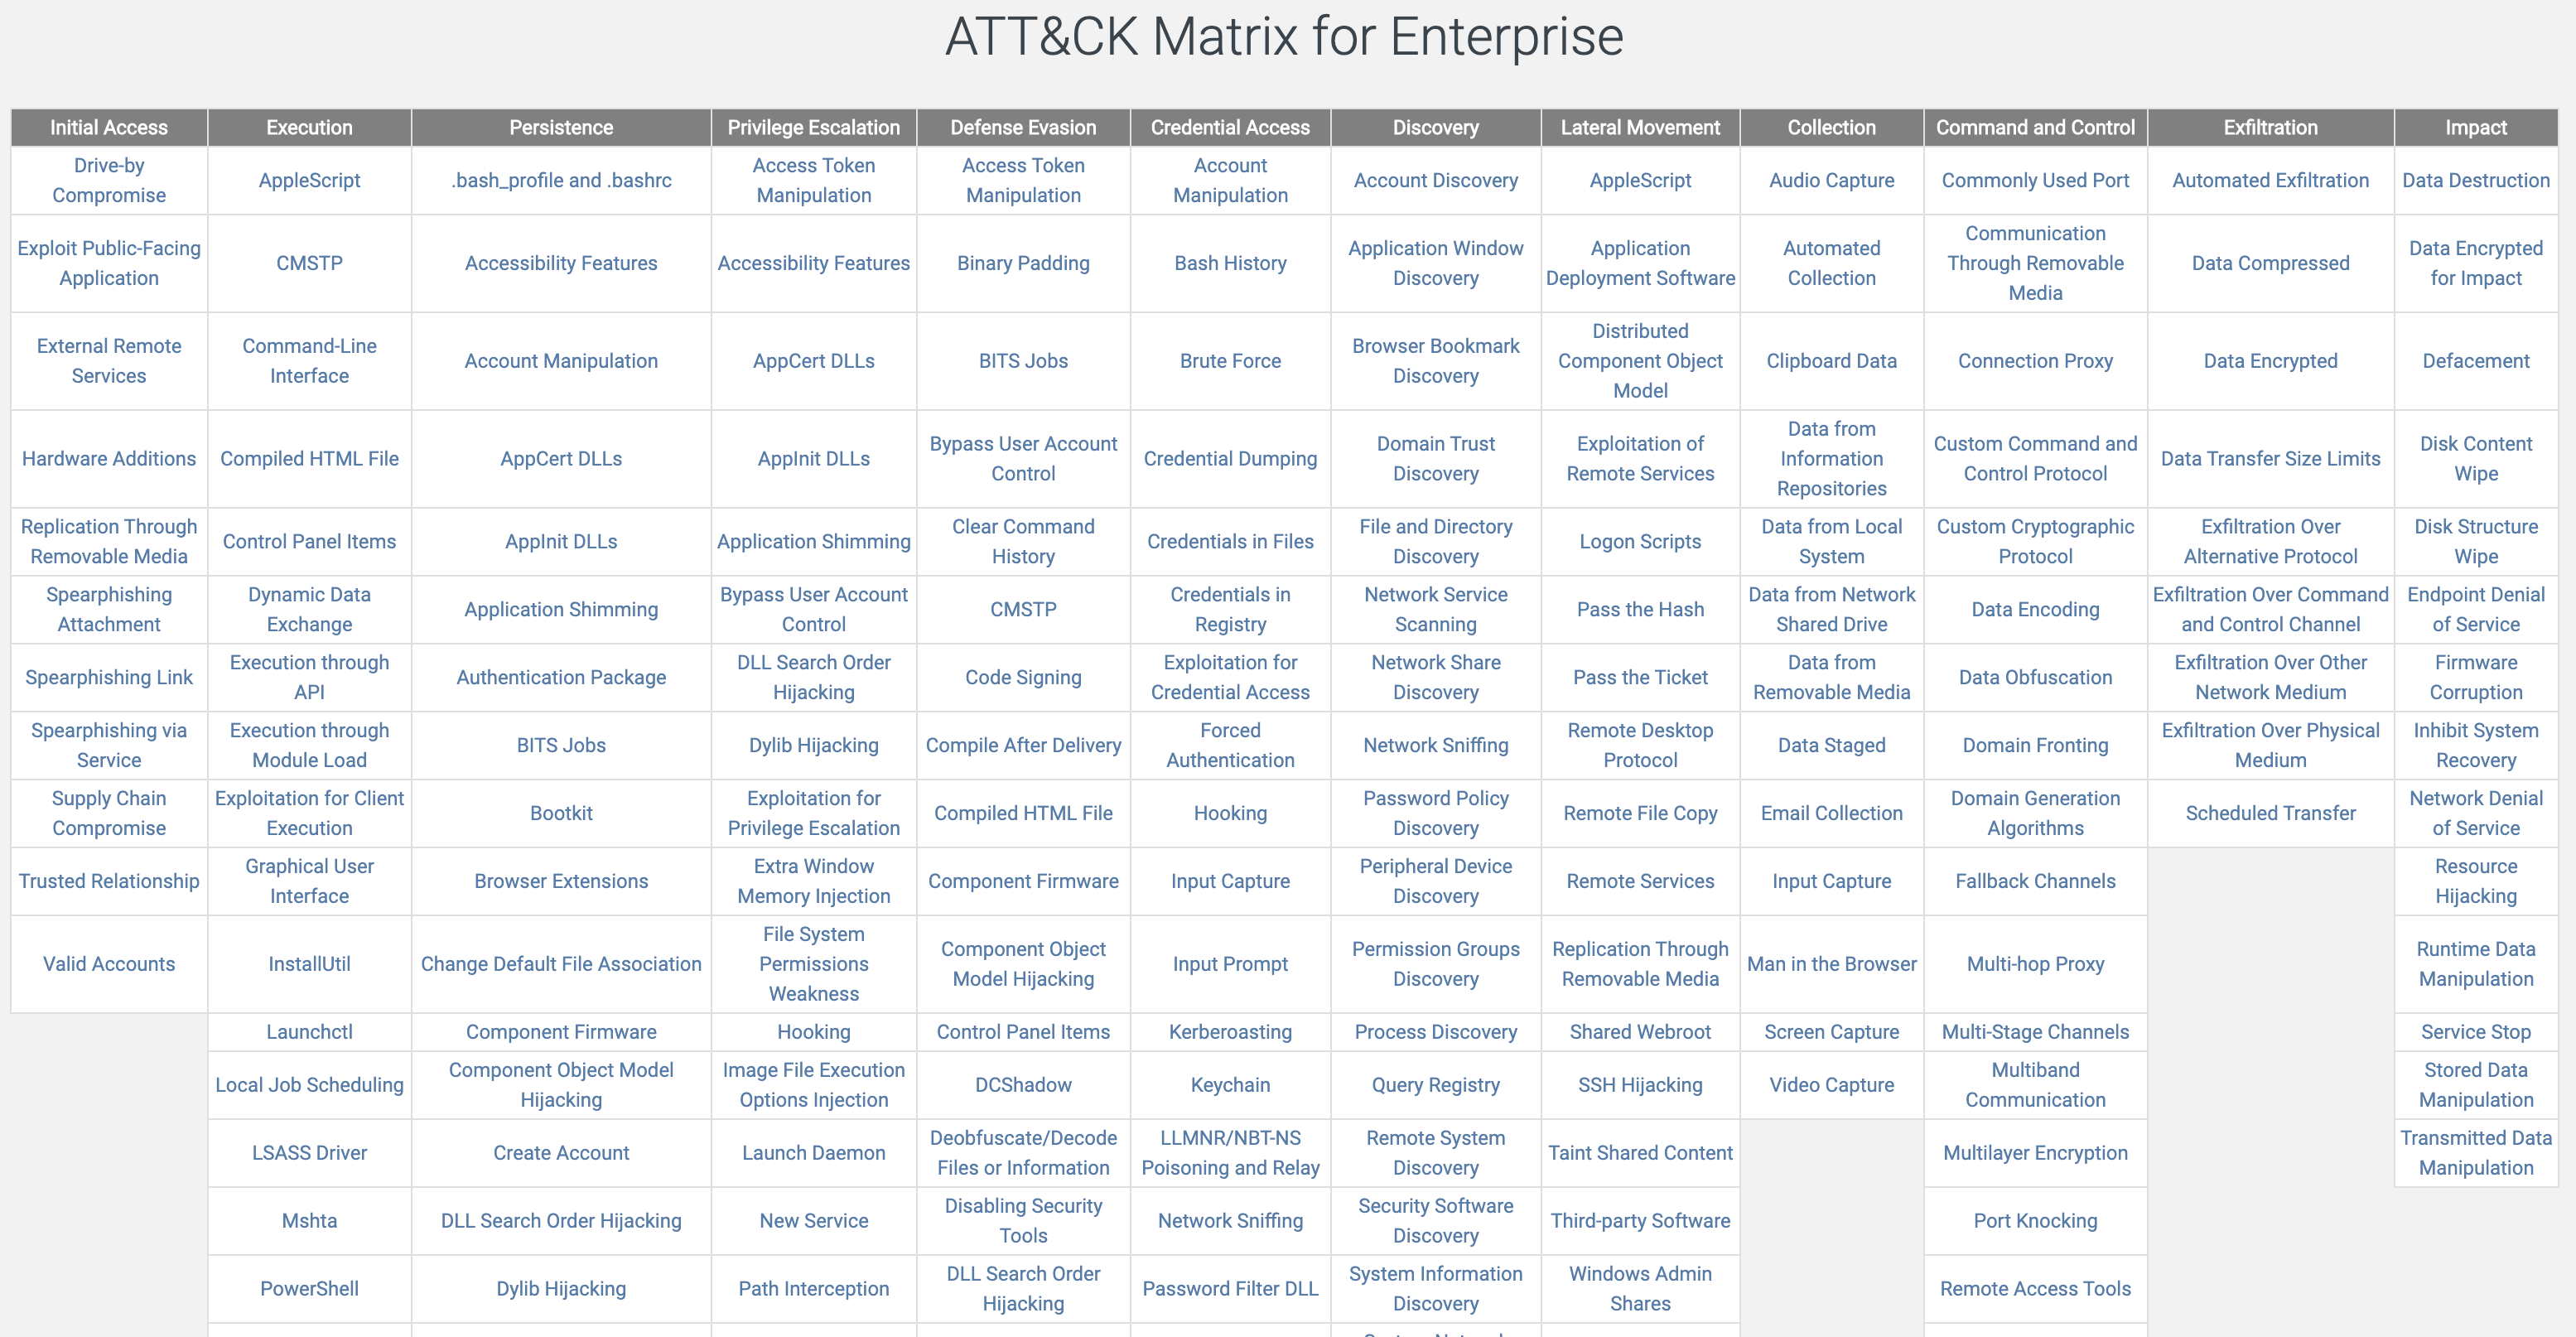 ATT&CK Matrix for Enterprise
Initial Access Execution Persistence Privilege Escalation Defense Evasion Credential Access Discovery Lateral Movement Collection Command and Control Exfiltration Impact
Drive-by Compromise AppleScript .bash_profile and .bashrc Access Token Manipulation Access Token Manipulation Account Manipulation Account Discovery AppleScript Audio Capture Commonly Used Port Automated Exfiltration Data Destruction
Exploit Public-Facing Application CMSTP Accessibility Features Accessibility Features Binary Padding Bash History Application Window Discovery Application Deployment Software Automated Collection Communication Through Removable Media Data Compressed Data Encrypted for Impact
External Remote Services Command-Line Interface Account Manipulation AppCert DLLs BITS Jobs Brute Force Browser Bookmark Discovery Distributed Component Object Model Clipboard Data Connection Proxy Data Encrypted Defacement
Hardware Additions Compiled HTML File AppCert DLLs AppInit DLLs Bypass User Account Control Credential Dumping Domain Trust Discovery Exploitation of Remote Services Data from Information Repositories Custom Command and Control Protocol Data Transfer Size Limits Disk Content Wipe
Replication Through Removable Media Control Panel Items AppInit DLLs Application Shimming Clear Command History Credentials in Files File and Directory Discovery Logon Scripts Data from Local System Custom Cryptographic Protocol Exfiltration Over Alternative Protocol Disk Structure Wipe
Spearphishing Attachment Dynamic Data Exchange Application Shimming Bypass User Account Control CMSTP Credentials in Registry Network Service Scanning Pass the Hash Data from Network Shared Drive Data Encoding Exfiltration Over Command and Control Channel Endpoint Denial of Service
Spearphishing Link Execution through API Authentication Package DLL Search Order Hijacking Code Signing Exploitation for Credential Access Network Share Discovery Pass the Ticket Data from Removable Media Data Obfuscation Exfiltration Over Other Network Medium Firmware Corruption
Spearphishing via Service Execution through Module Load BITS Jobs Dylib Hijacking Compile After Delivery Forced Authentication Network Sniffing Remote Desktop Protocol Data Staged Domain Fronting Exfiltration Over Physical Medium Inhibit System Recovery
Supply Chain Compromise Exploitation for Client Execution Bootkit Exploitation for Privilege Escalation Compiled HTML File Hooking Password Policy Discovery Remote File Copy Email Collection Domain Generation Algorithms Scheduled Transfer Network Denial of Service
Trusted Relationship Graphical User Interface Browser Extensions Extra Window Memory Injection Component Firmware Input Capture Peripheral Device Discovery Remote Services Input Capture Fallback Channels Resource Hijacking
Valid Accounts InstallUtil Change Default File Association File System Permissions Weakness Component Object Model Hijacking Input Prompt Permission Groups Discovery Replication Through Removable Media Man in the Browser Multi-hop Proxy Runtime Data Manipulation
Launchctl Component Firmware Hooking Control Panel Items Kerberoasting Process Discovery Shared Webroot Screen Capture Multi-Stage Channels Service Stop
Local Job Scheduling Component Object Model Hijacking Image File Execution Options Injection DCShadow Keychain Query Registry SSH Hijacking Video Capture Multiband Communication Stored Data Manipulation
LSASS Driver Create Account Launch Daemon Deobfuscate/Decode Files or Information LLMNR/NBT-NS Poisoning and Relay Remote System Discovery Taint Shared Content Multilayer Encryption Transmitted Data Manipulation
Mshta DLL Search Order Hijacking New Service Disabling Security Tools Network Sniffing Security Software Discovery Third-party Software Port Knocking
PowerShell Dylib Hijacking Path Interception DLL Search Order Hijacking Password Filter DLL System Information Discovery Windows Admin Shares Remote Access Tools